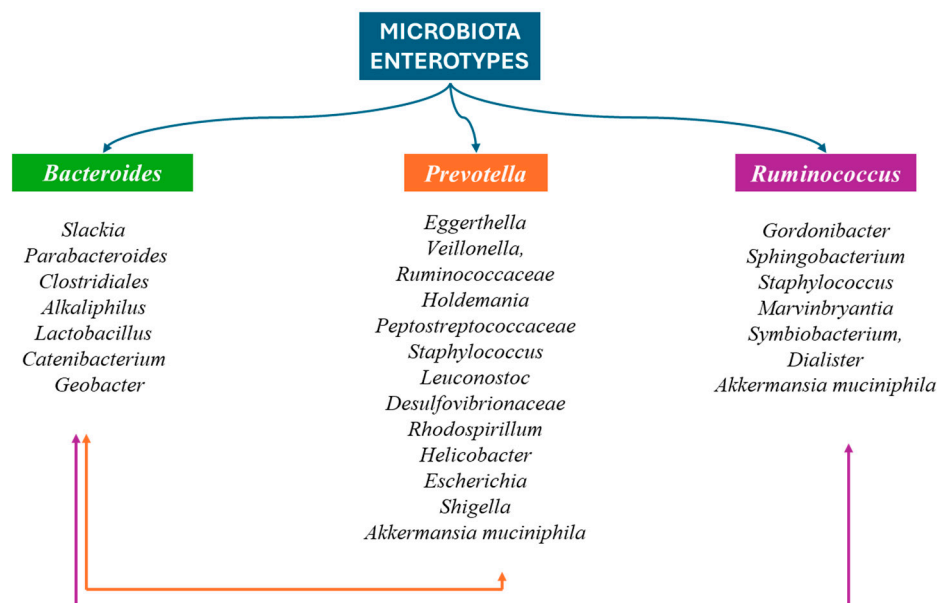 MICROBIOTA
ENTEROTYPES
Bacteroides
Slackia
Parabacteroides
Clostridiales
Alkaliphilus
Lactobacillus
Catenibacterium
Geobacter
Prevotella
Eggerthella
Veillonella,
Ruminococcaceae
Holdemania
Peptostreptococcaceae
Staphylococcus
Leuconostoc
Desulfovibrionaceae
Rhodospirillum
Helicobacter
Escherichia
Shigella
Akkermansia muciniphila
Ruminococcus
Gordonibacter
Sphingobacterium
Staphylococcus
Marvinbryantia
Symbiobacterium,
Dialister
Akkermansia muciniphila